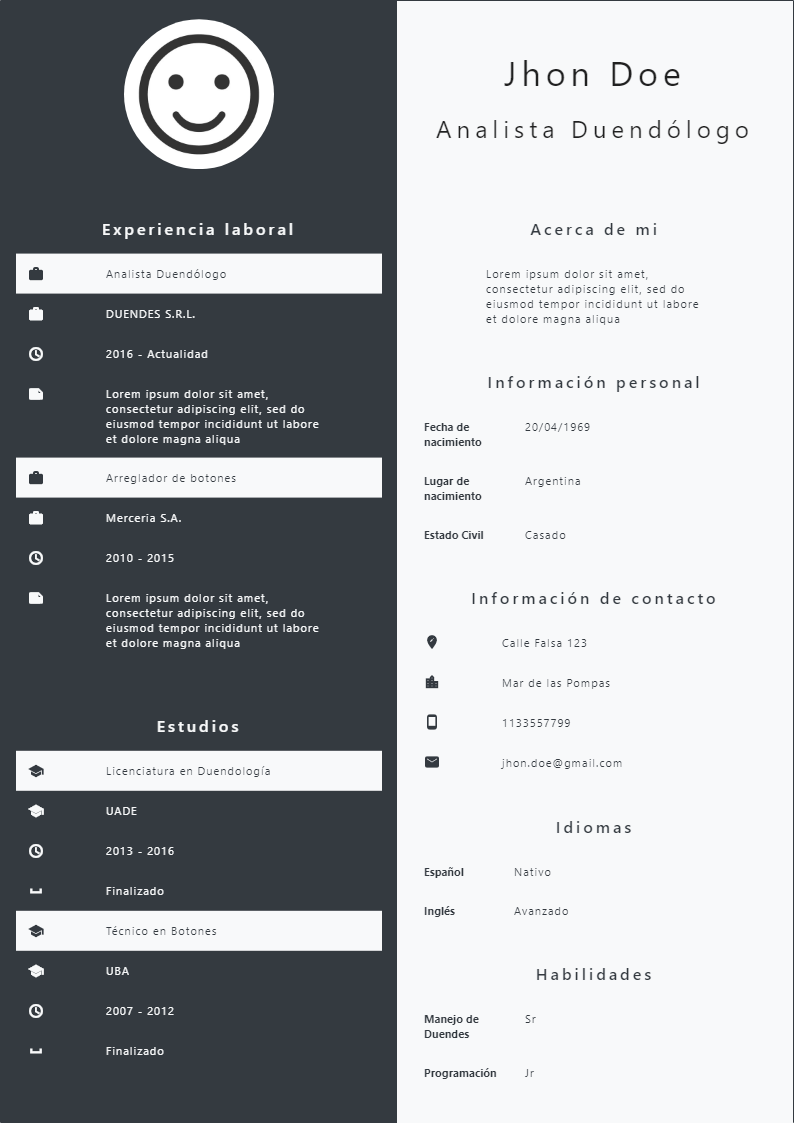 Jhon Doe
Analista Duendólogo
Experiencia laboral
Analista Duendólogo
DUENDES S.R.L.
2016 - Actualidad
Lorem ipsum dolor sit amet,
consectetur adipiscing elit, sed do
eiusmod tempor incididunt ut labore
et dolore magna aliqua
Arreglador de botones
Merceria S.A.
2010 - 2015
Lorem ipsum dolor sit amet,
consectetur adipiscing elit, sed do
eiusmod tempor incididunt ut labore
et dolore magna aliqua
Estudios
Licenciatura en Duendología
UADE
2013 - 2016
Finalizado
Técnico en Botones
UBA
2007 - 2012
Finalizado
Acerca de mi
Lorem ipsum dolor sit amet,
consectetur adipiscing elit, sed do
eiusmod tempor incididunt ut labore
et dolore magna aliqua
Información personal
Fecha de
nacimiento
20/04/1969
Lugar de
nacimiento
Argentina
Estado Civil
Casado
Información de contacto
Calle Falsa 123
Mar de las Pompas
1133557799
jhon.doe@gmail.com
Idiomas
Español
Nativo
Inglés
Avanzado
Habilidades
Manejo de
Duendes
Sr
Programación
Jr